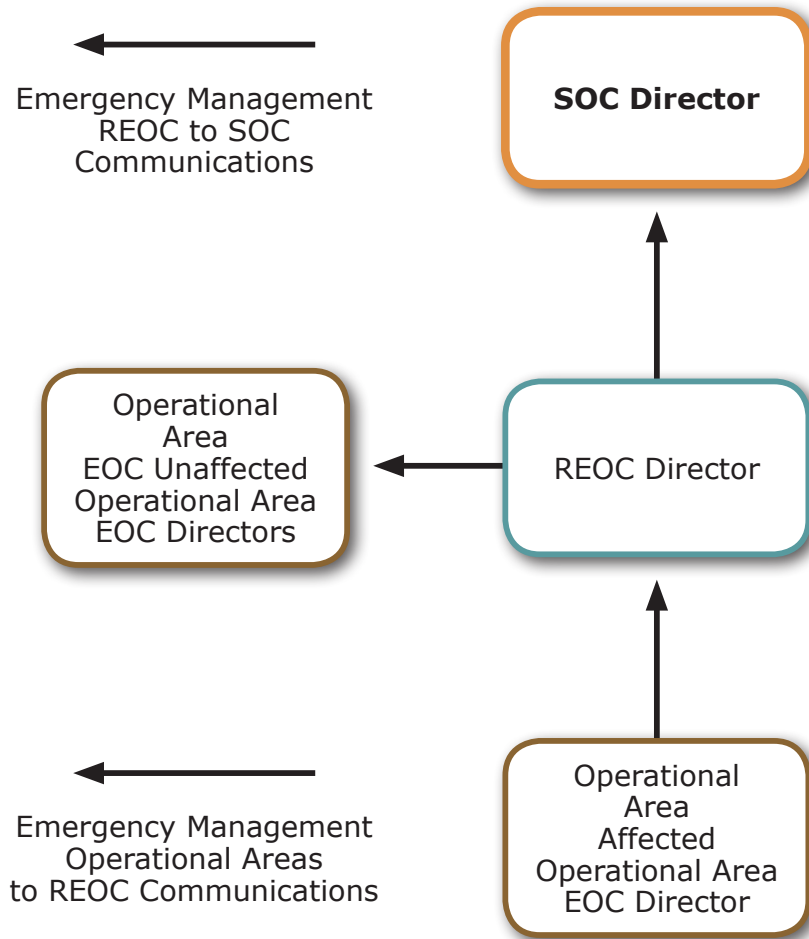 Emergency Management
REOC to SOC
Communications
SOC Director
Operational
Area
EOC Unaffected
Operational Area
EOC Directors
REOC Director
Emergency Management
Operational Areas
to REOC Communications
Operational
Area
Affected
Operational Area
EOC Director